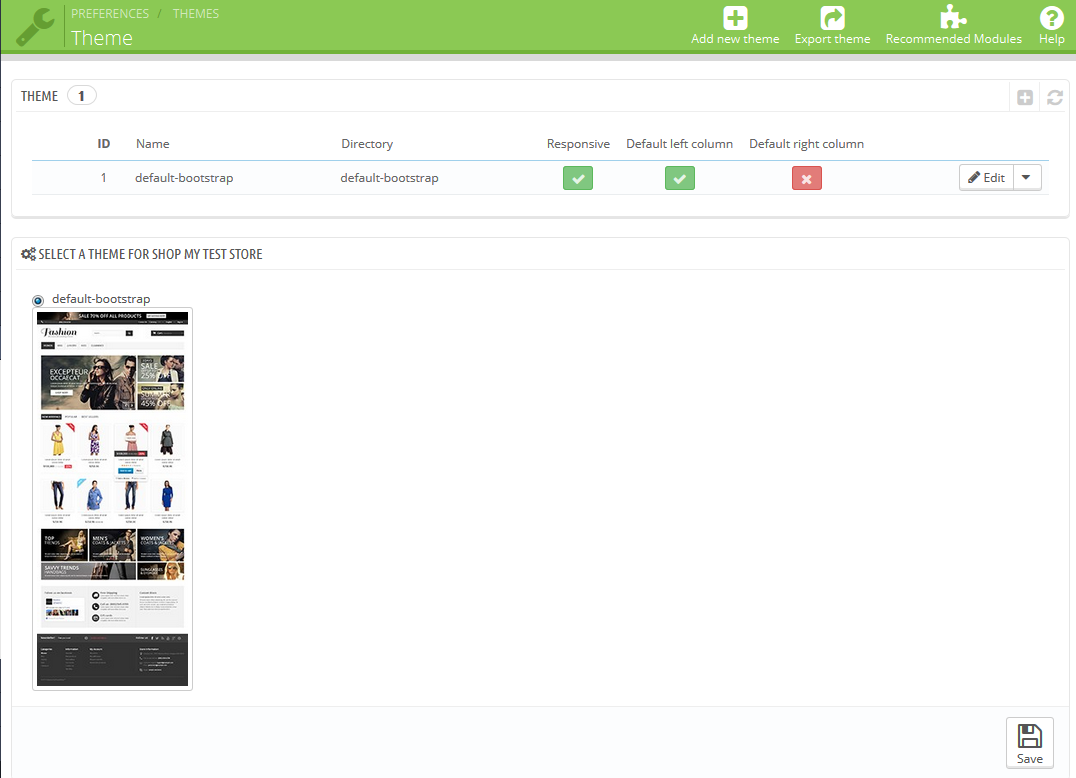 PREFERENCES / THEMES
Theme
Add new theme
Export theme
Recommended Modules
Help
THEME 1
ID Name Directory Responsive Default left column Default right column
1 default-bootstrap default-bootstrap
Edit
SELECT A THEME FOR SHOP MY TEST STORE
default-bootstrap
SALE 70% OFF ALL PRODUCTS
Fashion
EXCEPTEUR
OCCAECAT
SALE
25% OFF
SUMMER
45% OFF
TOP
TRENDS
MEN'S
COATS & JACKETS
WOMEN'S
COATS & JACKETS
SAVVY TRENDS
HANDBAGS
SUNGLASSES
Save